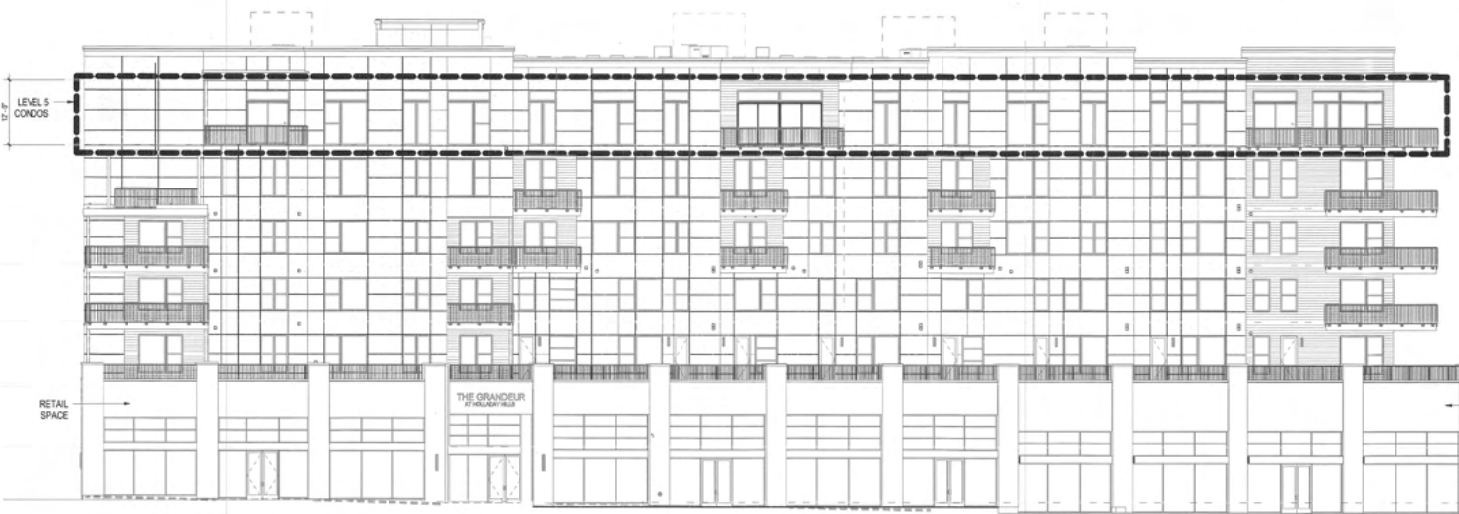 LEVEL 5
CONDOS
RETAIL
SPACE
THE GRANDEUR
AT HOLLADAY HILLS